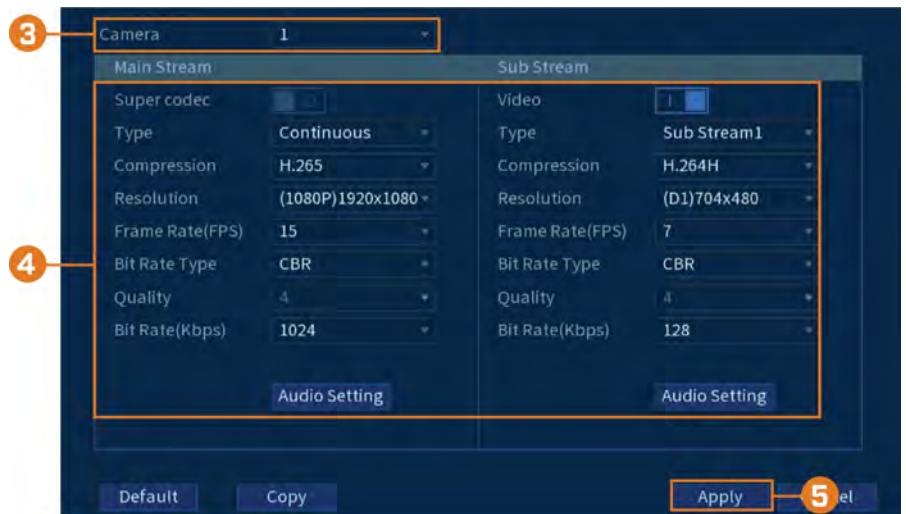 3 Camera 1
Main Stream Sub Stream
Super codec Video
Type Continuous Type Sub Stream1
Compression H.265 Compression H.264H
Resolution (1080P)1920x1080 Resolution (D1)704x480
Frame Rate(FPS) 15 Frame Rate(FPS) 7
4 Bit Rate Type CBR Bit Rate Type CBR
Quality 4 Quality 4
Bit Rate(Kbps) 1024 Bit Rate(Kbps) 128
Audio Setting Audio Setting
Default Copy Apply 5 el